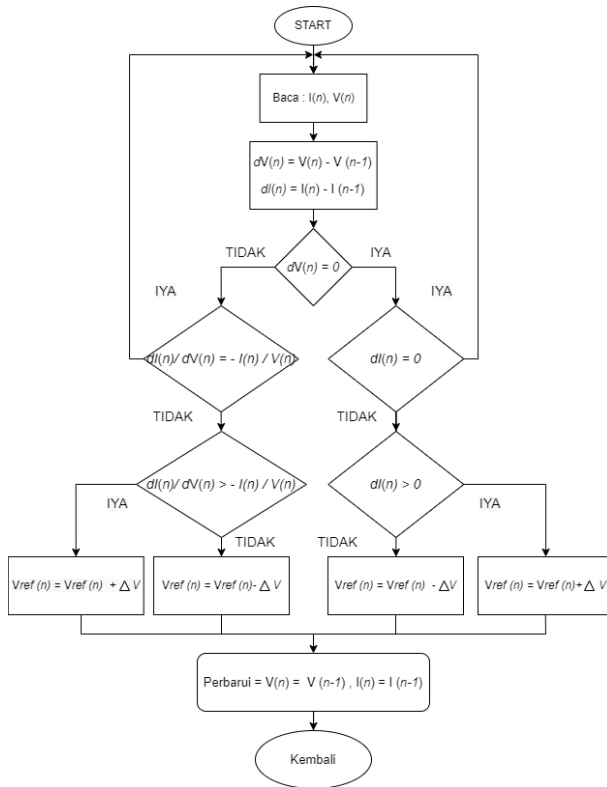 START
Baca : I(n), V(n)
dV(n) = V(n) - V (n-1)
dI(n) = I(n) - I (n-1)
TIDAK
IYA
dV(n) = 0
IYA
IYA
dI(n)/ dV(n) = - I(n) / V(n)
dI(n) = 0
TIDAK
TIDAK
dI(n)/ dV(n) > - I(n) / V(n)
dI(n) > 0
IYA
IYA
TIDAK
TIDAK
Vref (n) = Vref (n) + △ V
Vref (n) = Vref (n)- △ V
Vref (n) = Vref (n) - △V
Vref (n) = Vref (n)+ △ V
Perbarui = V(n) = V (n-1) , I(n) = I (n-1)
Kembali